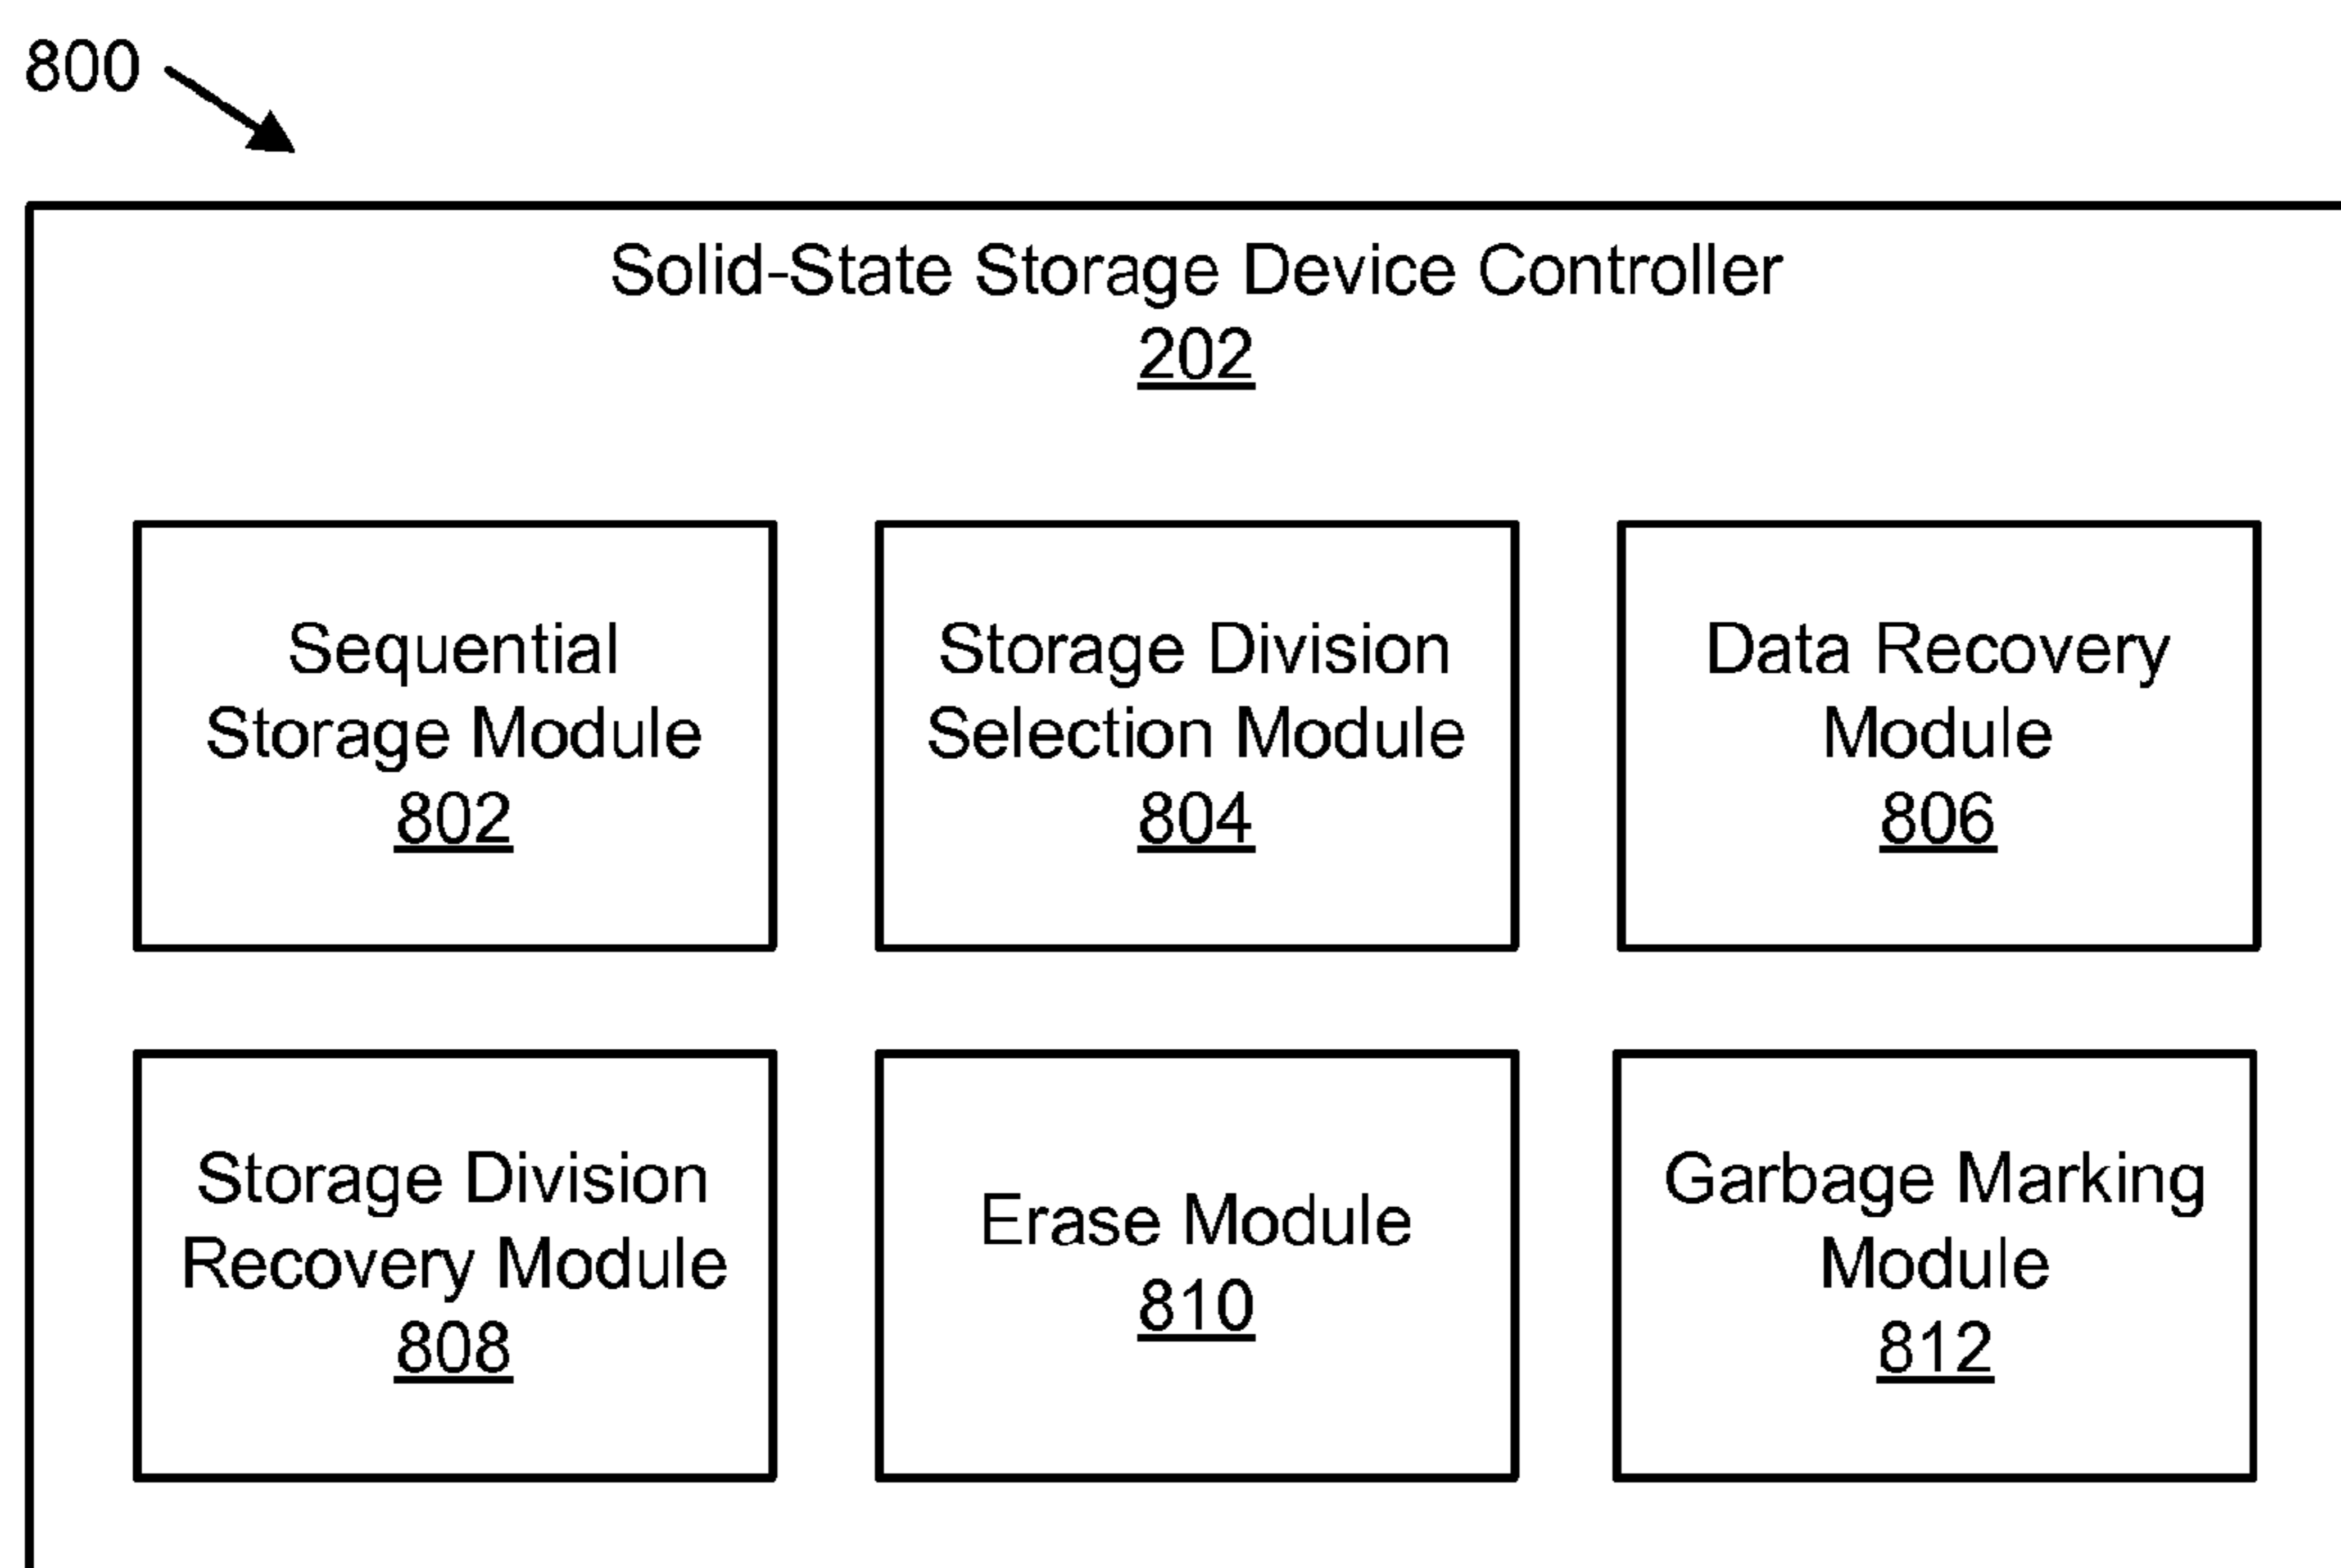 800
Solid-State Storage Device Controller
202
Sequential
Storage Module
802
Storage Division
Selection Module
804
Data Recovery
Module
806
Storage Division
Recovery Module
808
Erase Module
810
Garbage Marking
Module
812